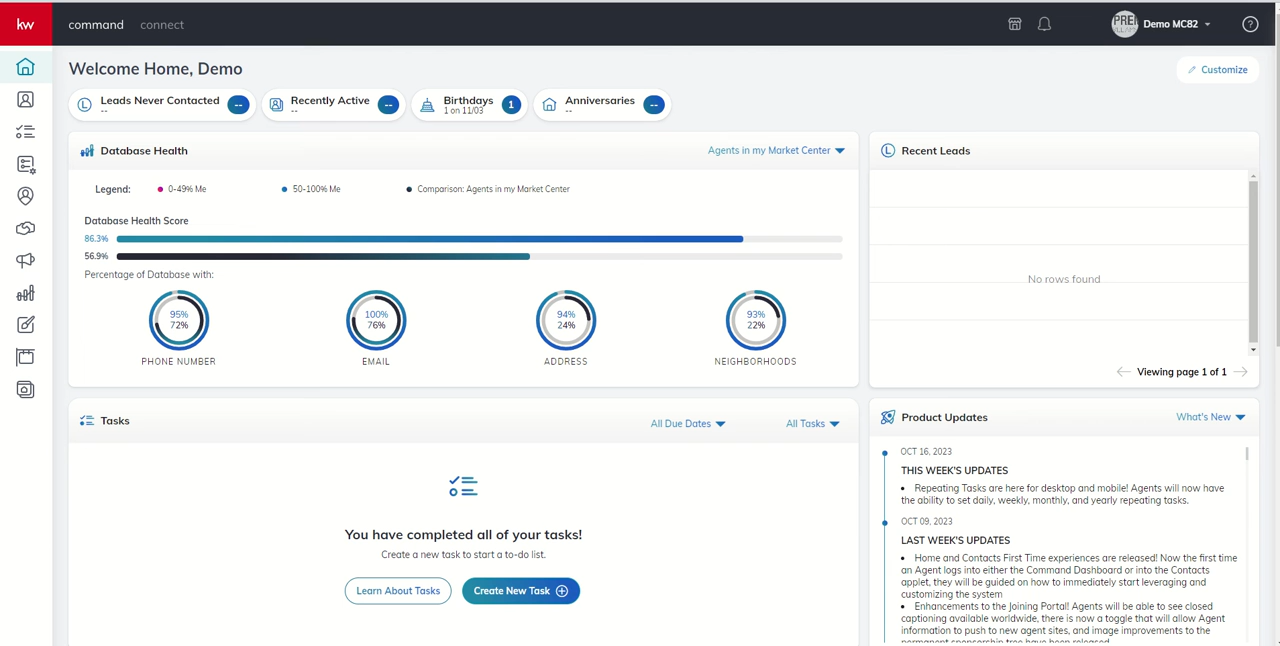 kw command connect Demo MC82
Welcome Home, Demo
Customize
Leads Never Contacted
--
--
Recently Active
--
--
Birthdays
1 on 11/03
1
Anniversaries
--
--
Database Health
Agents in my Market Center
Legend: 0-49% Me 50-100% Me Comparison: Agents in my Market Center
Database Health Score
86.3%
56.9%
Percentage of Database with:
95%
72%
PHONE NUMBER
100%
76%
EMAIL
94%
24%
ADDRESS
93%
22%
NEIGHBORHOODS
Recent Leads
No rows found
Viewing page 1 of 1
Tasks
All Due Dates
All Tasks
You have completed all of your tasks!
Create a new task to start a to-do list.
Learn About Tasks
Create New Task
Product Updates
What's New
OCT 16, 2023
THIS WEEK'S UPDATES
• Repeating Tasks are here for desktop and mobile! Agents will now have
the ability to set daily, weekly, monthly, and yearly repeating tasks.
OCT 09, 2023
LAST WEEK'S UPDATES
• Home and Contacts First Time experiences are released! Now the first time
an Agent logs into either the Command Dashboard or into the Contacts
applet, they will be guided on how to immediately start leveraging and
customizing the system
• Enhancements to the Joining Portal! Agents will be able to see closed
captioning available worldwide, there is now a toggle that will allow Agent
information to push to new agent sites, and image improvements to the
permanent sponsorship tree have been released.